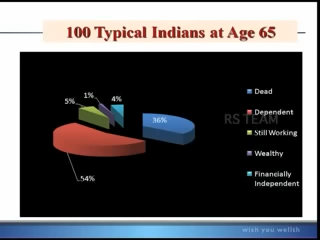 100 Typical Indians at Age 65
1%
4%
5%
36%
54%
Dead
Dependent
RS TEAM
Still Working
Wealthy
Financially
Independent
wish you wellth